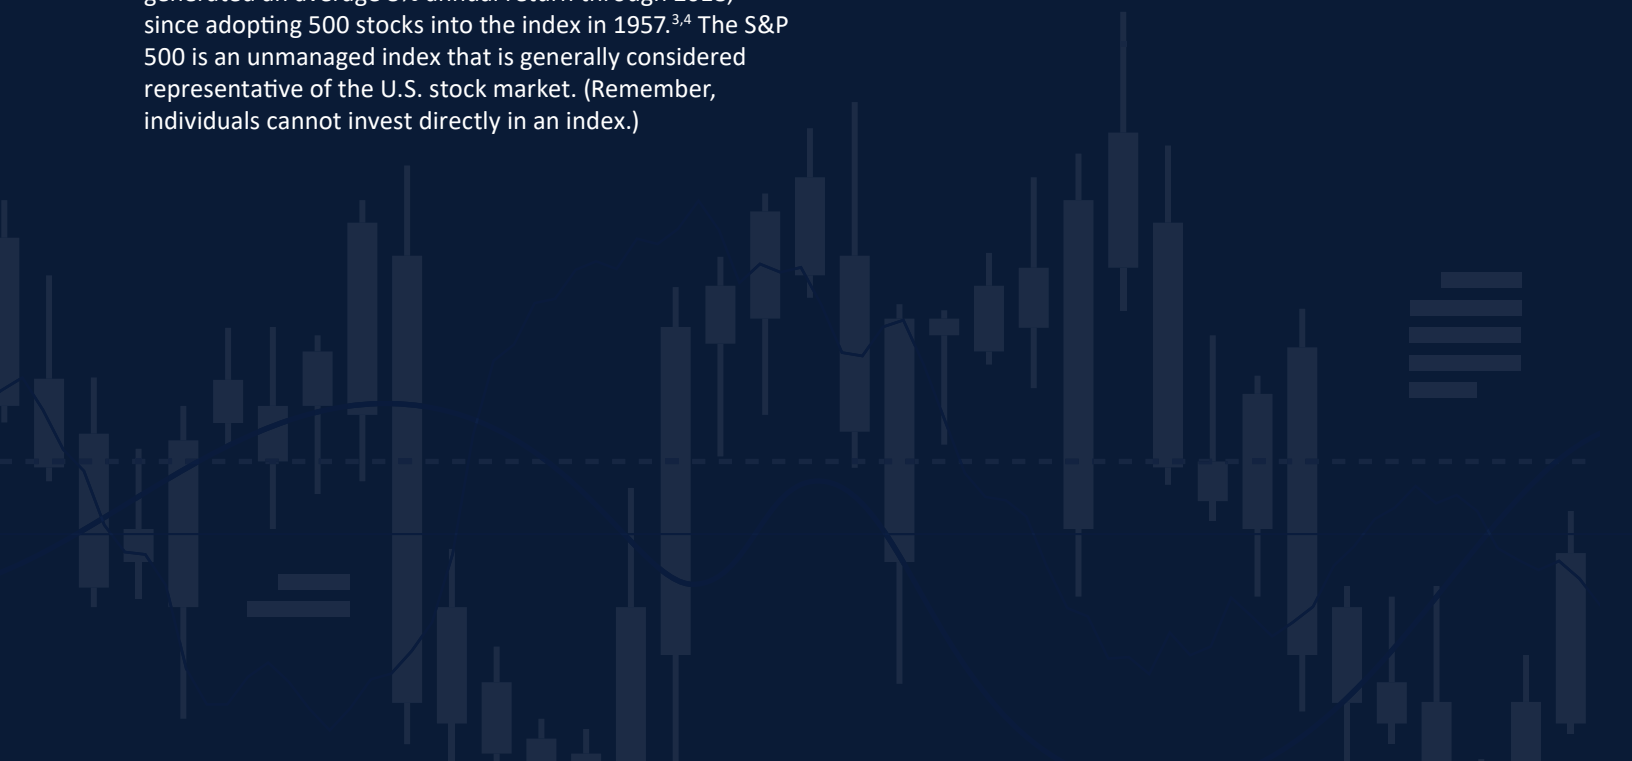 since adopting 500 stocks into the index in 1957.3,4 The S&P
500 is an unmanaged index that is generally considered
representative of the U.S. stock market. (Remember,
individuals cannot invest directly in an index.)